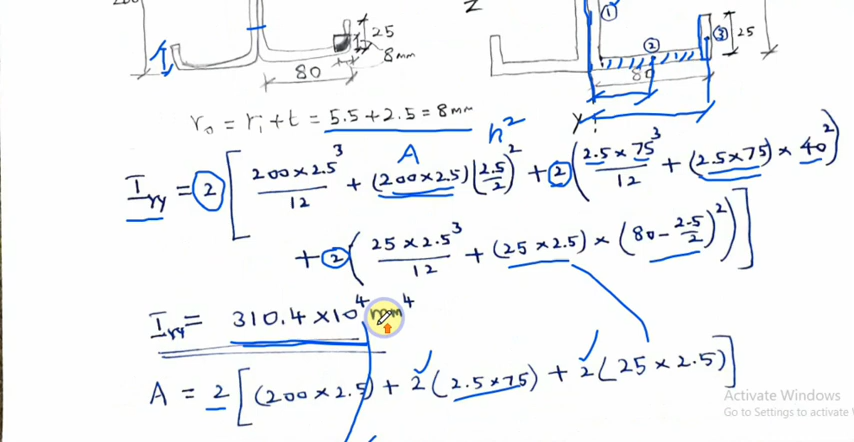 200
25
8mm
80
Z
①
②
③
25
80
r₀ = rᵢ + t = 5.5 + 2.5 = 8mm
y
A h²
I_yy = 2 [ 200×2.5³/12 + (200×2.5)(2.5/2)² + 2 ( 2.5×75³/12 + (2.5×75) × 40² )
+ 2 ( 25×2.5³/12 + (25×2.5) × (80 - 2.5/2)² ) ]
I_yy = 310.4 × 10⁴ mm⁴
A = 2 [ (200×2.5) + 2 (2.5×75) + 2 (25×2.5) ]
Activate Windows
Go to Settings to activate W